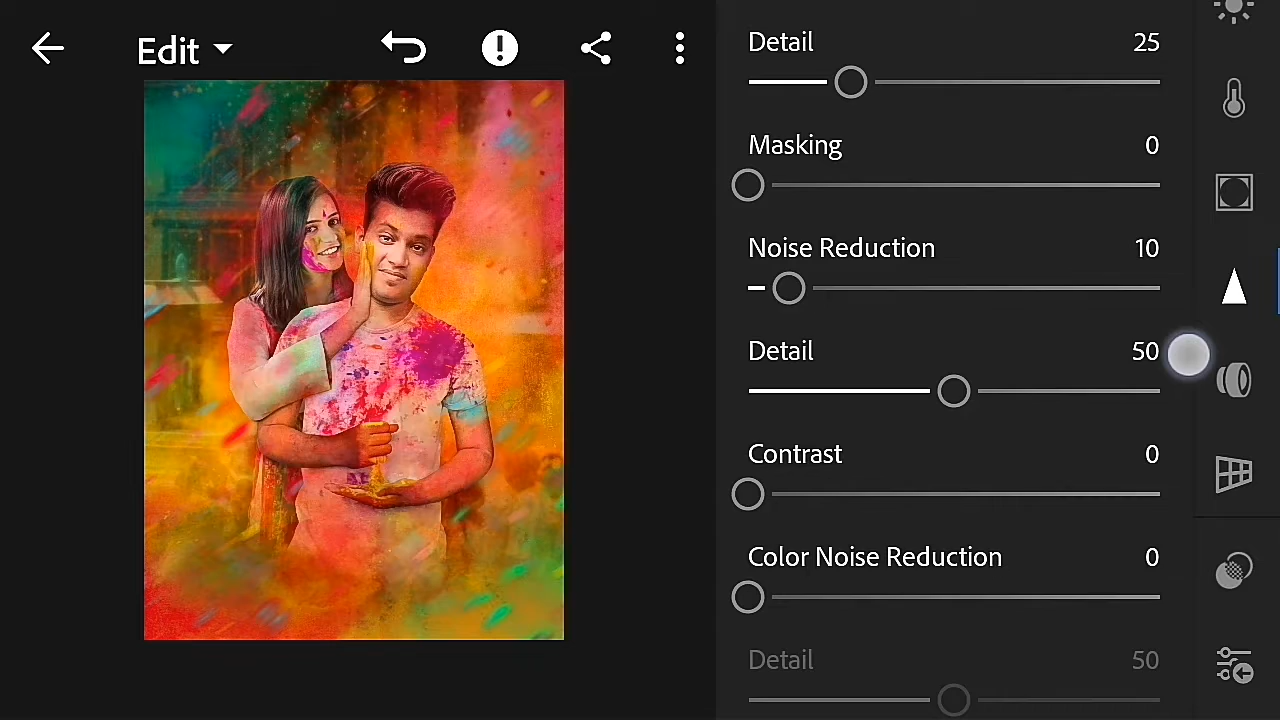 Edit
Detail 25
Masking 0
Noise Reduction 10
Detail 50
Contrast 0
Color Noise Reduction 0
Detail 50